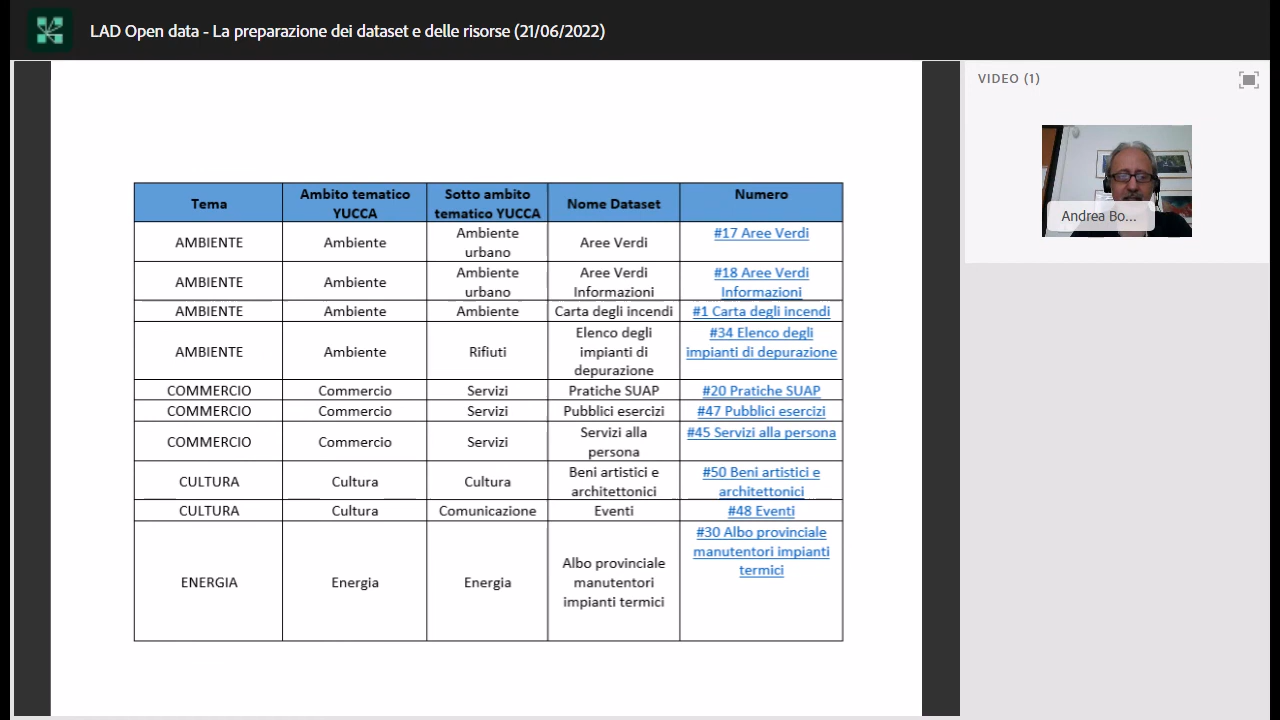 LAD Open data - La preparazione dei dataset e delle risorse (21/06/2022)
VIDEO (1)
Andrea Bo...
Tema Ambito tematico YUCCA Sotto ambito tematico YUCCA Nome Dataset Numero
AMBIENTE Ambiente Ambiente urbano Aree Verdi #17 Aree Verdi
AMBIENTE Ambiente Ambiente urbano Aree Verdi Informazioni #18 Aree Verdi Informazioni
AMBIENTE Ambiente Ambiente Carta degli incendi #1 Carta degli incendi
AMBIENTE Ambiente Rifiuti Elenco degli impianti di depurazione #34 Elenco degli impianti di depurazione
COMMERCIO Commercio Servizi Pratiche SUAP #20 Pratiche SUAP
COMMERCIO Commercio Servizi Pubblici esercizi #47 Pubblici esercizi
COMMERCIO Commercio Servizi Servizi alla persona #45 Servizi alla persona
CULTURA Cultura Cultura Beni artistici e architettonici #50 Beni artistici e architettonici
CULTURA Cultura Comunicazione Eventi #48 Eventi
ENERGIA Energia Energia Albo provinciale manutentori impianti termici #30 Albo provinciale manutentori impianti termici